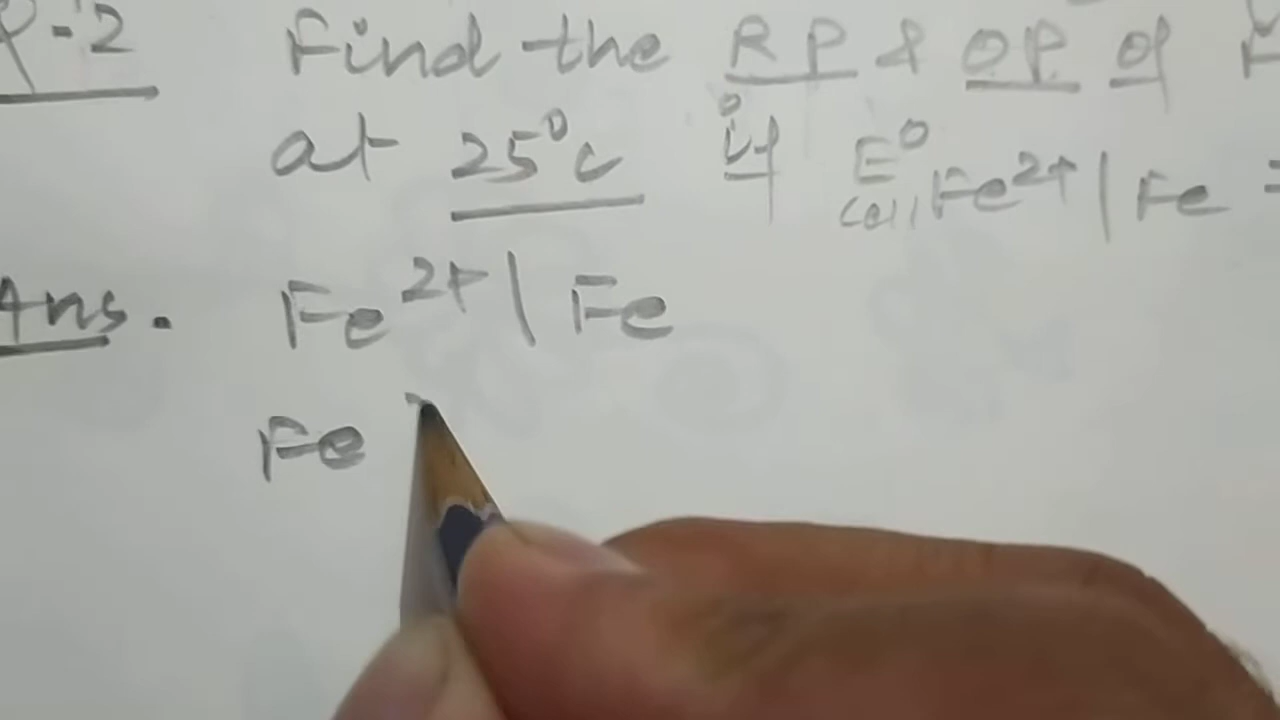 -2 Find the RP & OP of
at 25°C if E° cell Fe²⁺ | Fe =
Ans. Fe²⁺ | Fe
Fe